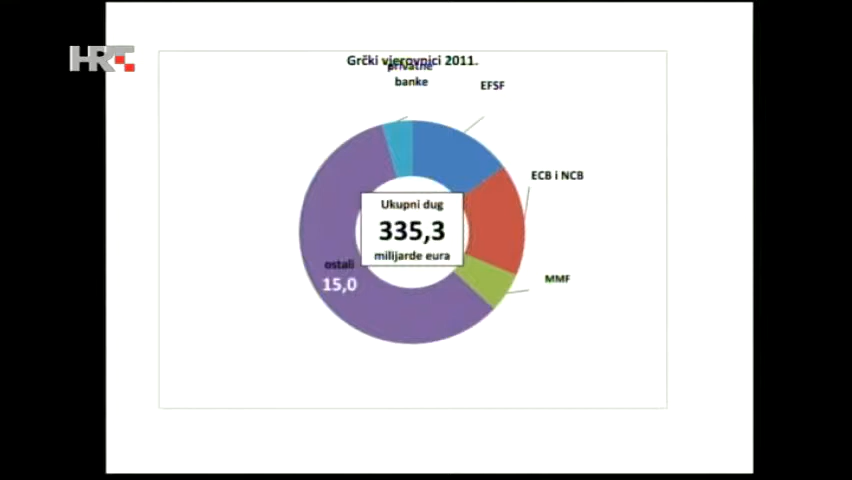 HRT
Grčki vjerovnici 2011.
privatne
banke
EFSF
ECB i NCB
Ukupni dug
335,3
milijarde eura
ostali
15,0
MMF